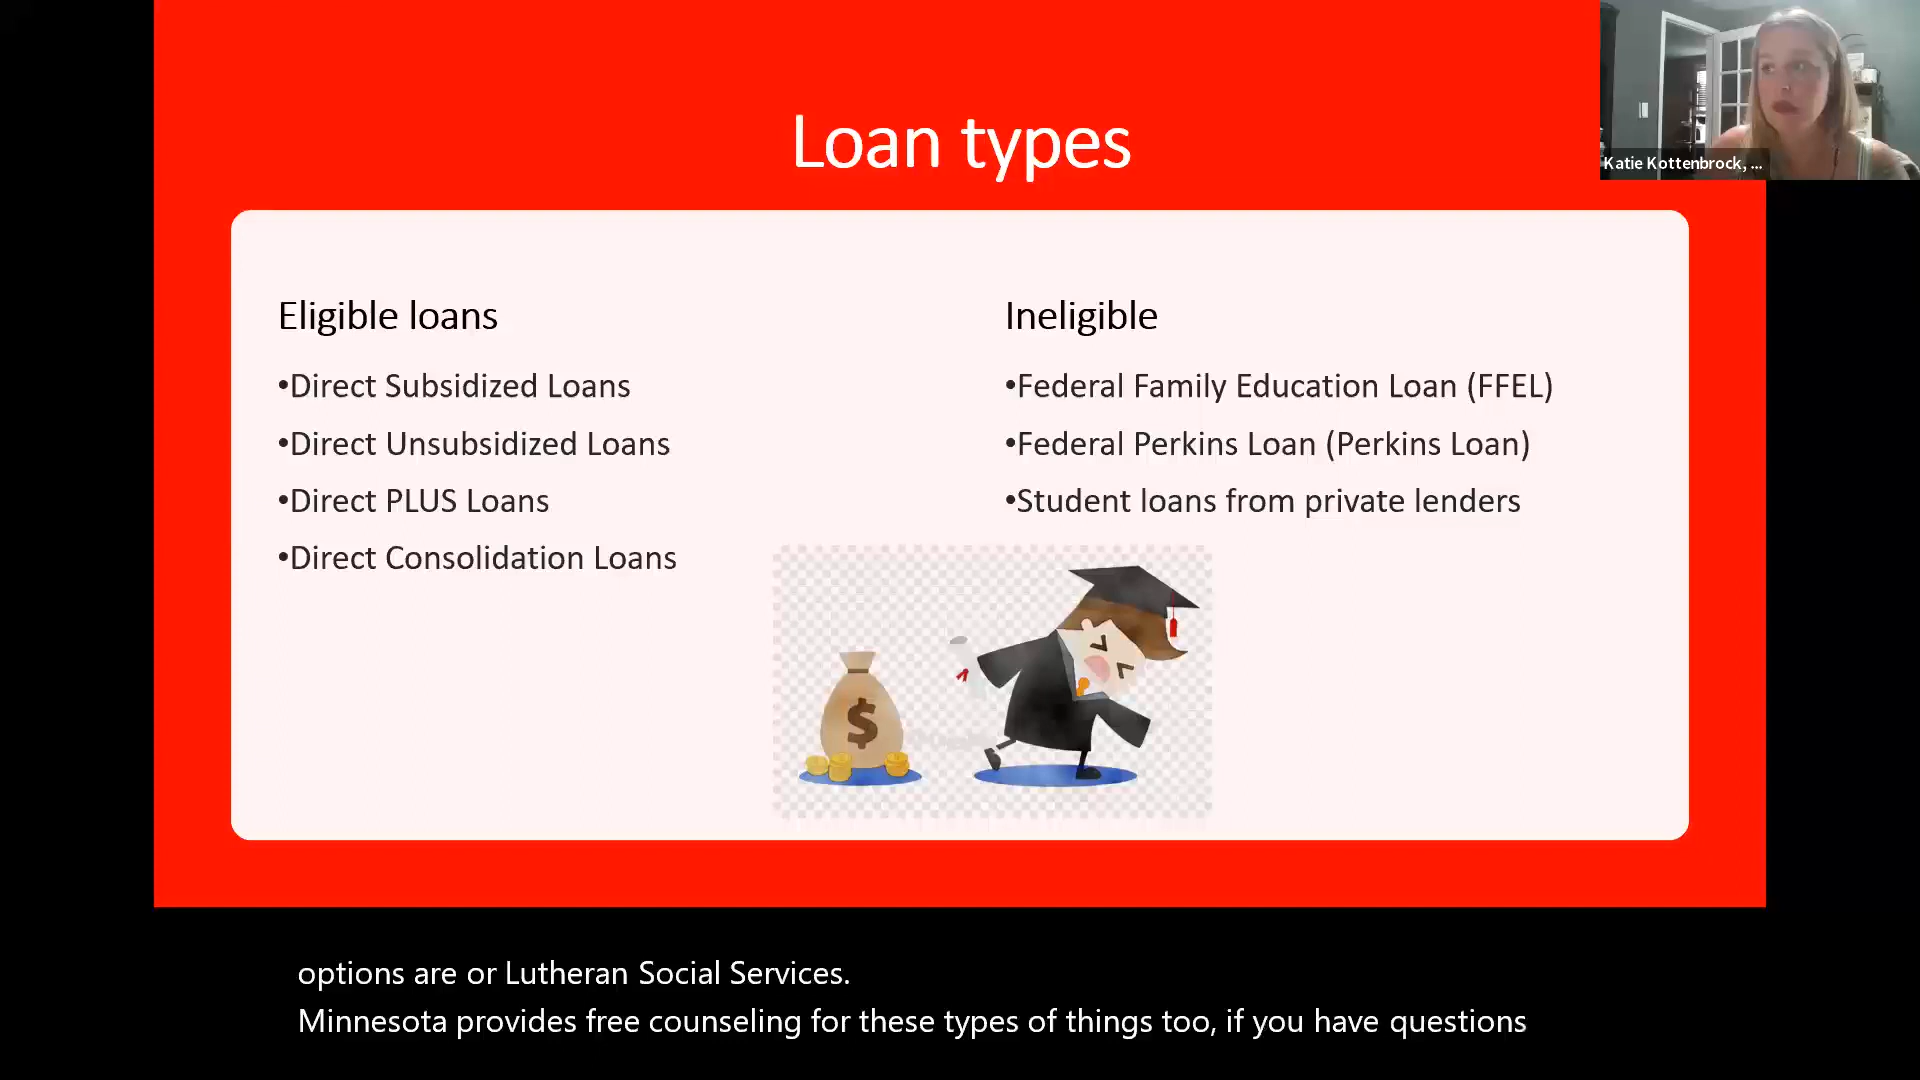 Loan types
Katie Kottenbrock, ...
Eligible loans
•Direct Subsidized Loans
•Direct Unsubsidized Loans
•Direct PLUS Loans
•Direct Consolidation Loans
Ineligible
•Federal Family Education Loan (FFEL)
•Federal Perkins Loan (Perkins Loan)
•Student loans from private lenders
$
options are or Lutheran Social Services.
Minnesota provides free counseling for these types of things too, if you have questions